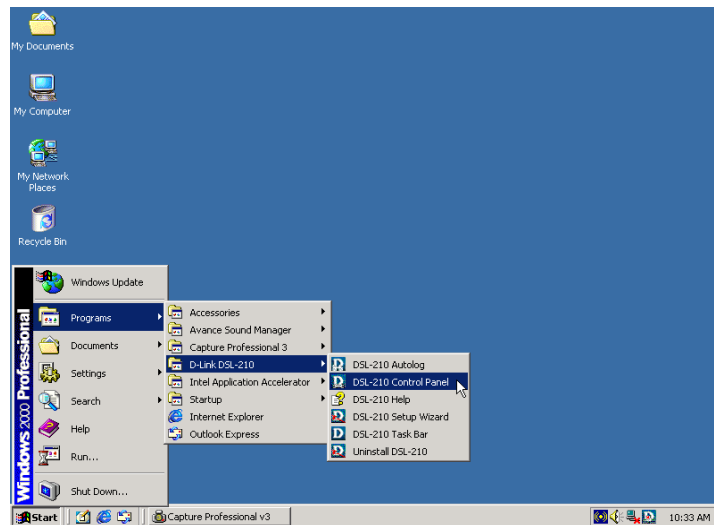 My Documents
My Computer
My Network
Places
Recycle Bin
Windows 2000 Professional
Windows Update
Programs
Documents
Settings
Search
Help
Run...
Shut Down...
Accessories
Avance Sound Manager
Capture Professional 3
D-Link DSL-210
Intel Application Accelerator
Startup
Internet Explorer
Outlook Express
DSL-210 Autolog
DSL-210 Control Panel
DSL-210 Help
DSL-210 Setup Wizard
DSL-210 Task Bar
Uninstall DSL-210
Start
Capture Professional v3
10:33 AM